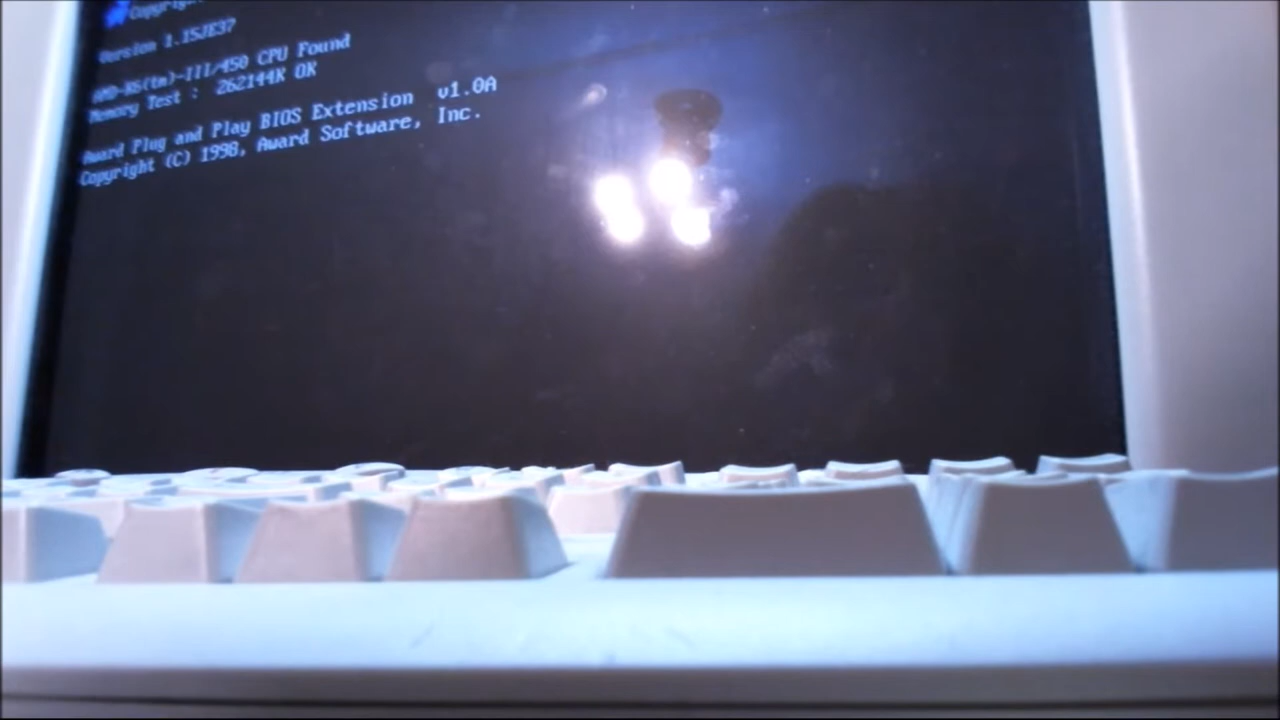 Version 1.15JE37
AMD-K6(tm)-III/450 CPU Found
Memory Test : 262144K OK
Award Plug and Play BIOS Extension v1.0A
Copyright (C) 1998, Award Software, Inc.